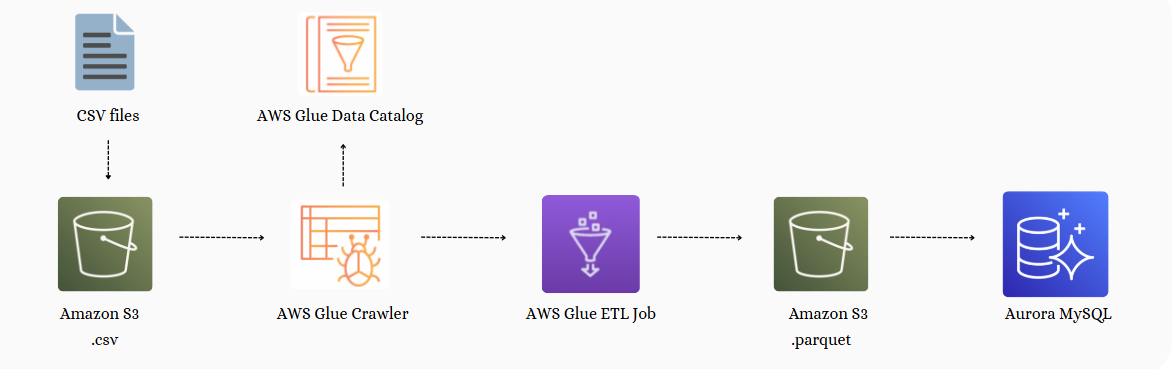 CSV files
AWS Glue Data Catalog
Amazon S3
.csv
AWS Glue Crawler
AWS Glue ETL Job
Amazon S3
.parquet
Aurora MySQL